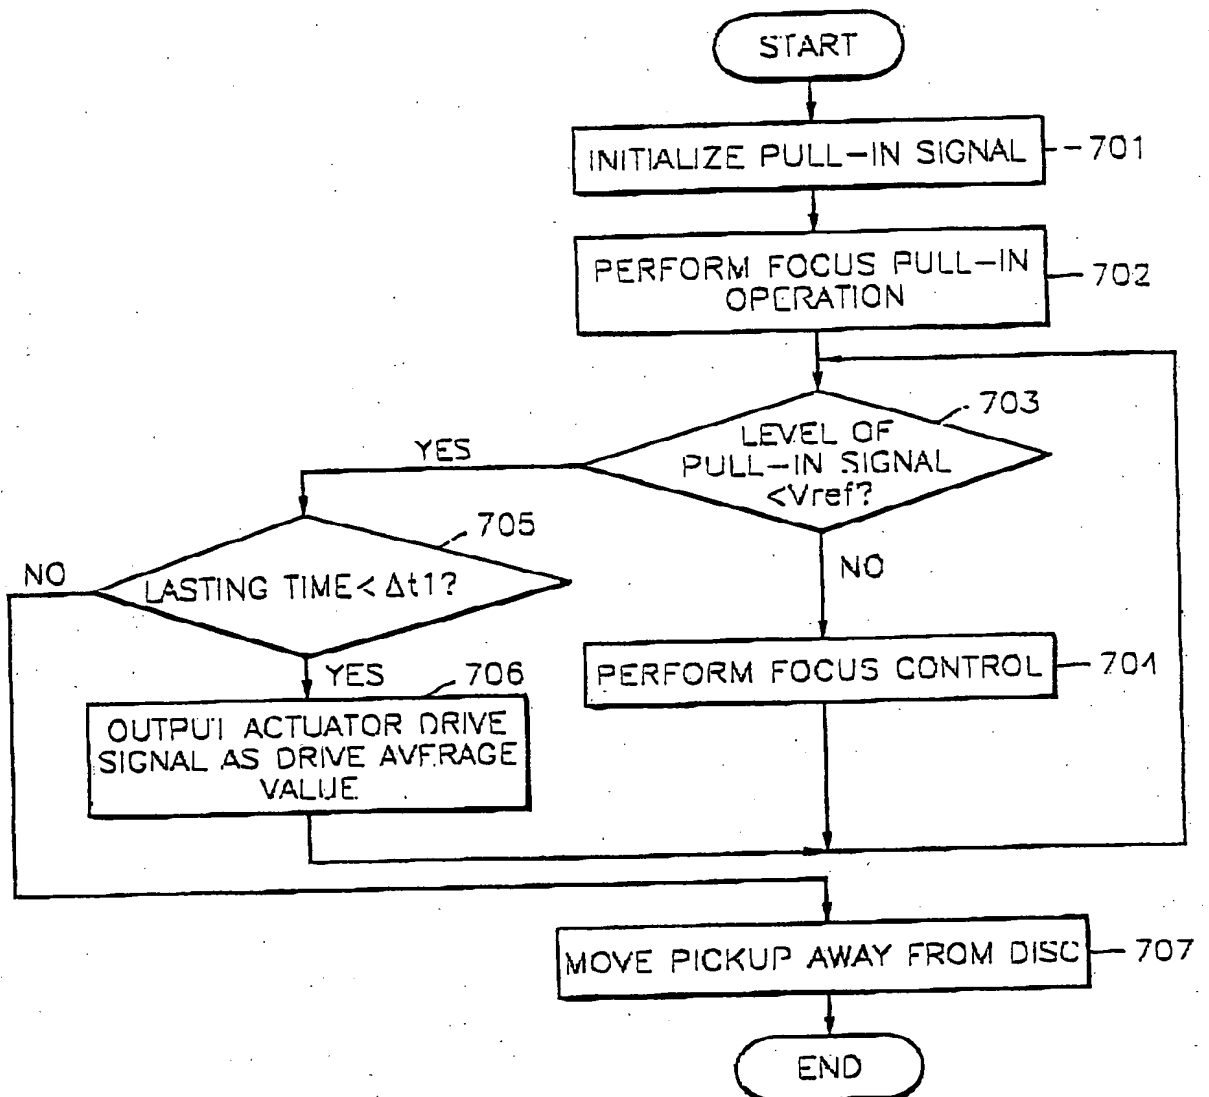 START
INITIALIZE PULL-IN SIGNAL
701
PERFORM FOCUS PULL-IN
OPERATION
702
703
LEVEL OF
PULL-IN SIGNAL
<Vref?
YES
NO
705
LASTING TIME< Δt1?
NO
YES
PERFORM FOCUS CONTROL
704
706
OUTPUT ACTUATOR DRIVE
SIGNAL AS DRIVE AVERAGE
VALUE
MOVE PICKUP AWAY FROM DISC
707
END